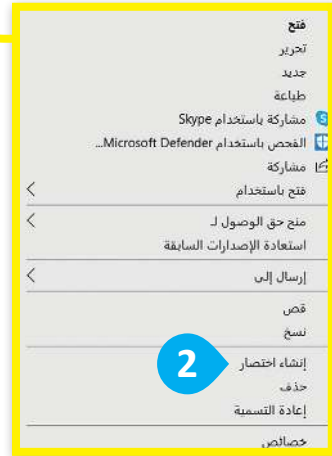 فتح
تحرير
جديد
طباعة
مشاركة باستخدام Skype
الفحص باستخدام Microsoft Defender...
مشاركة
فتح باستخدام
منح حق الوصول لـ
استعادة الإصدارات السابقة
إرسال إلى
قص
نسخ
إنشاء اختصار
2
حذف
إعادة التسمية
خصائص